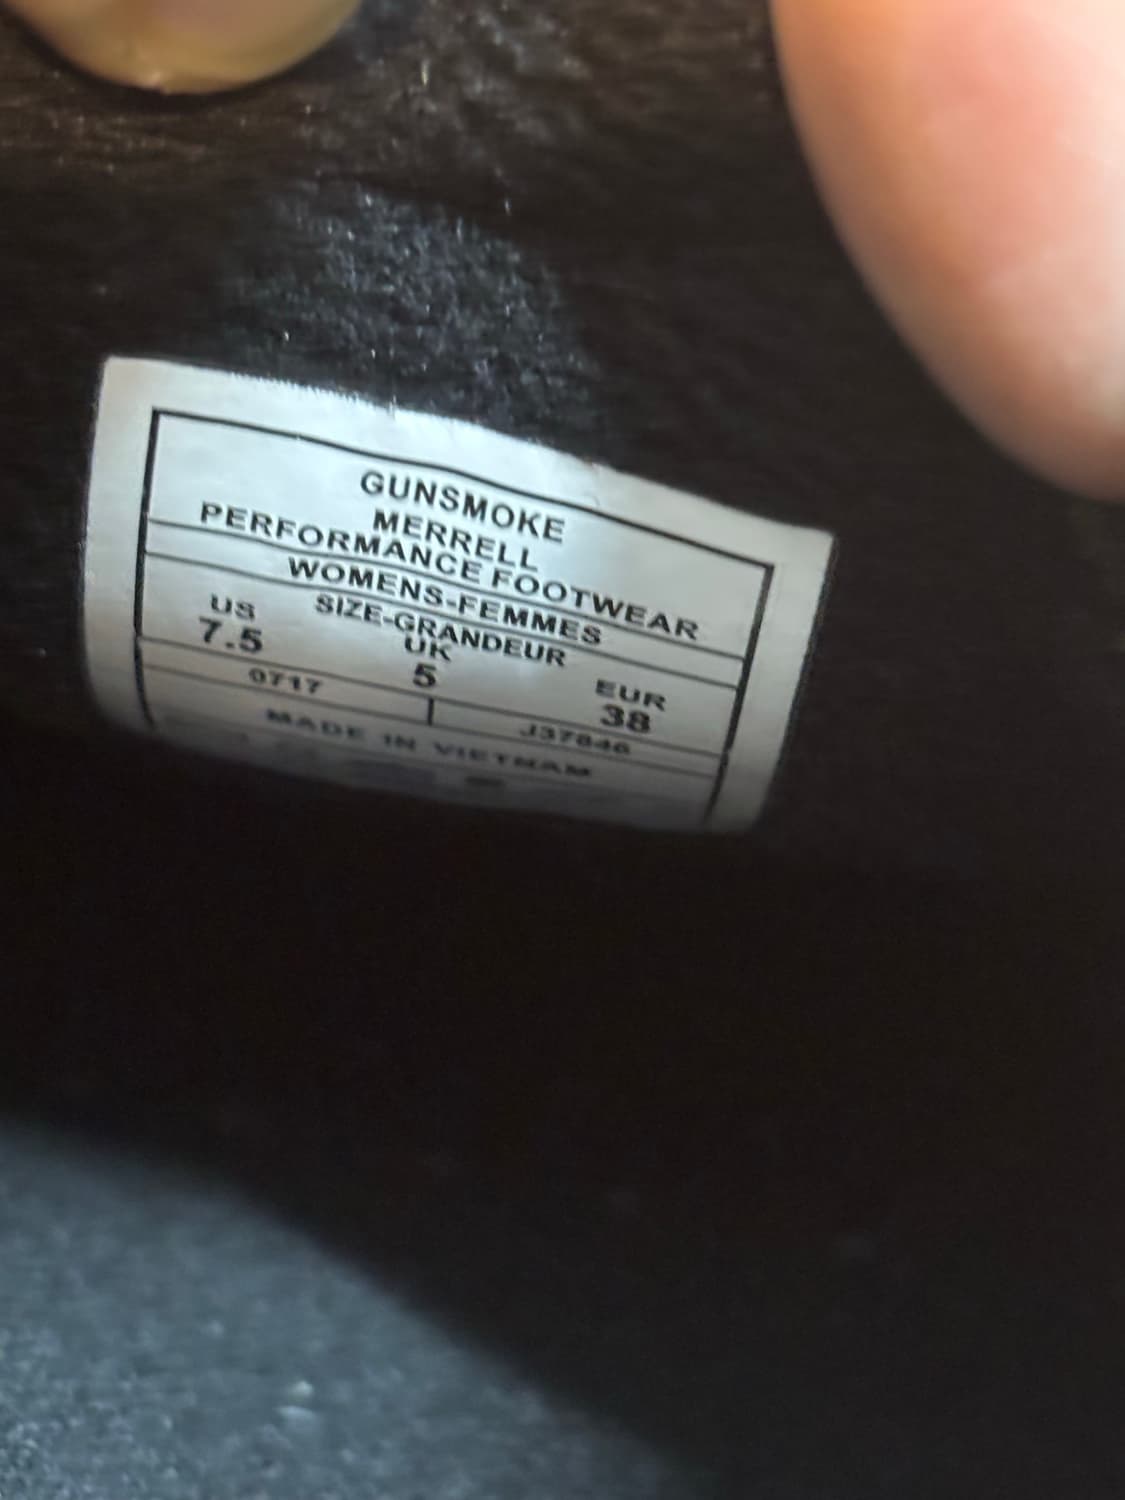 GUNSMOKE
MERRELL
PERFORMANCE FOOTWEAR
WOMENS-FEMMES
SIZE-GRANDEUR
US UK EUR
7.5 5 38
0717 J37846
MADE IN VIETNAM